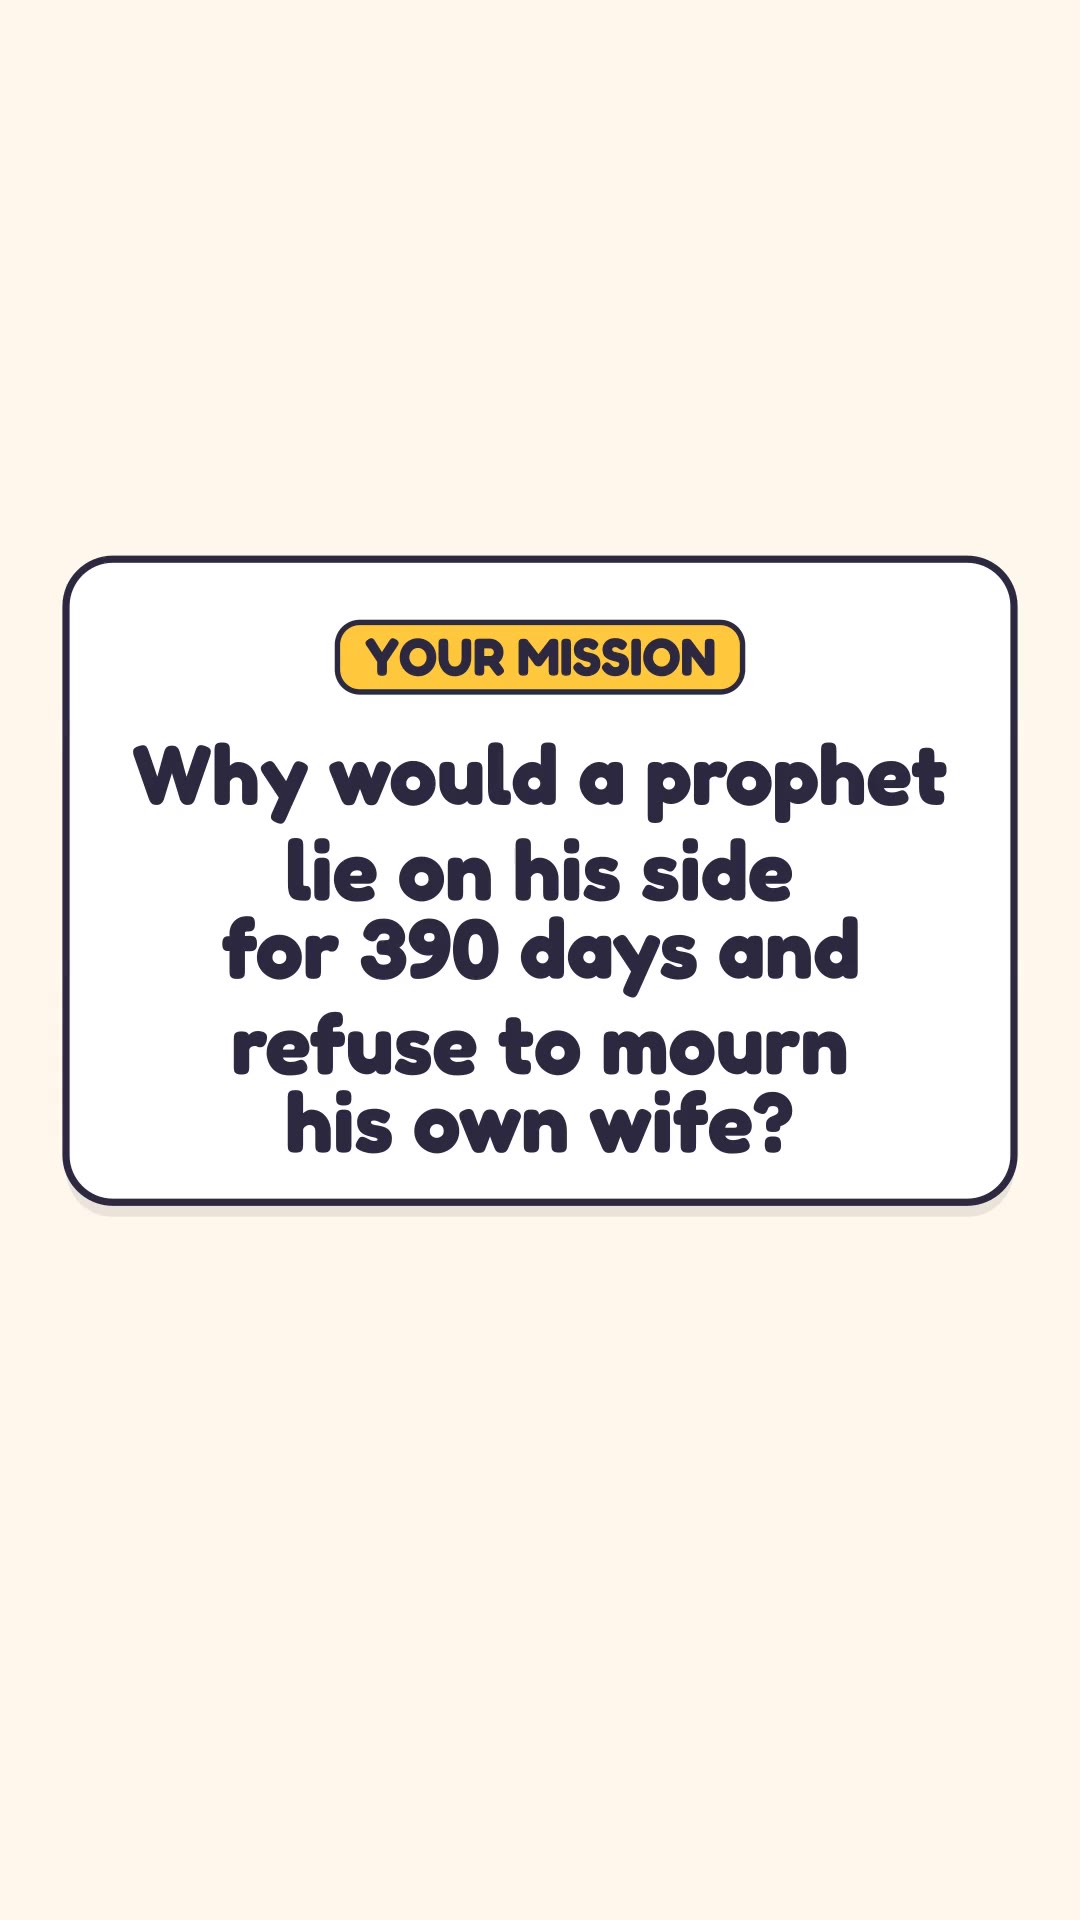 YOUR MISSION
Why would a prophet
lie on his side
for 390 days and
refuse to mourn
his own wife?